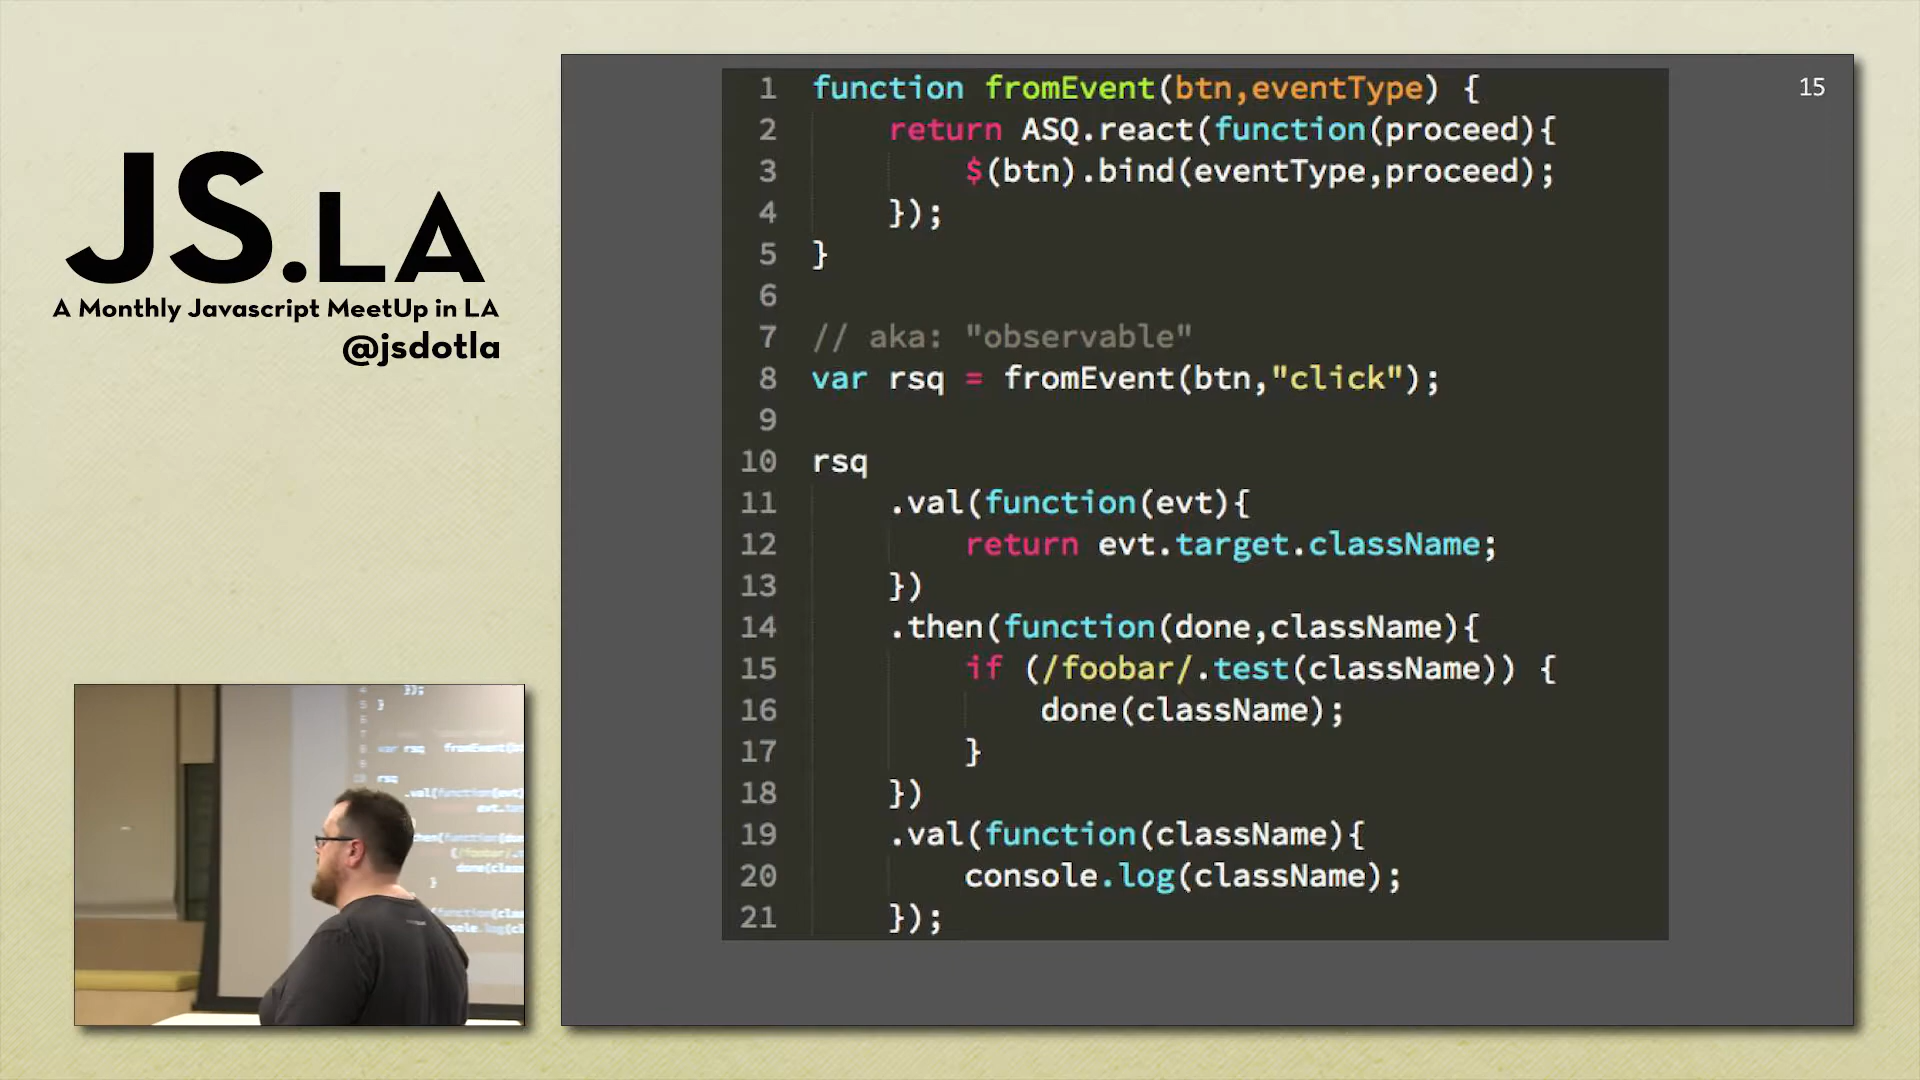 JS.LA
A Monthly Javascript MeetUp in LA
@jsdotla
15
1 function fromEvent(btn,eventType) {
2 return ASQ.react(function(proceed){
3 $(btn).bind(eventType,proceed);
4 });
5 }
6
7 // aka: "observable"
8 var rsq = fromEvent(btn,"click");
9
10 rsq
11 .val(function(evt){
12 return evt.target.className;
13 })
14 .then(function(done,className){
15 if (/foobar/.test(className)) {
16 done(className);
17 }
18 })
19 .val(function(className){
20 console.log(className);
21 });